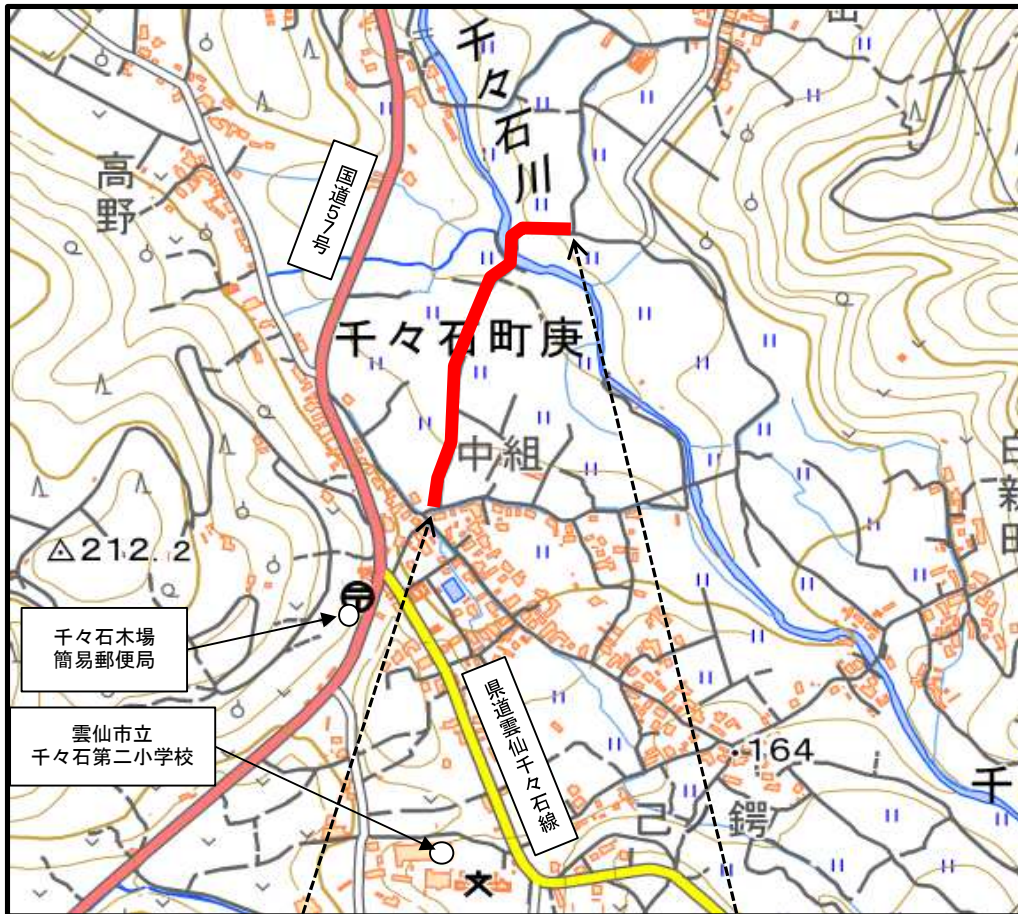 千々石川
高野
国道57号
千々石町庚
中組
212.2
千々石木場
簡易郵便局
雲仙市立
千々石第二小学校
県道雲仙千々石線
164
己
鍔
千